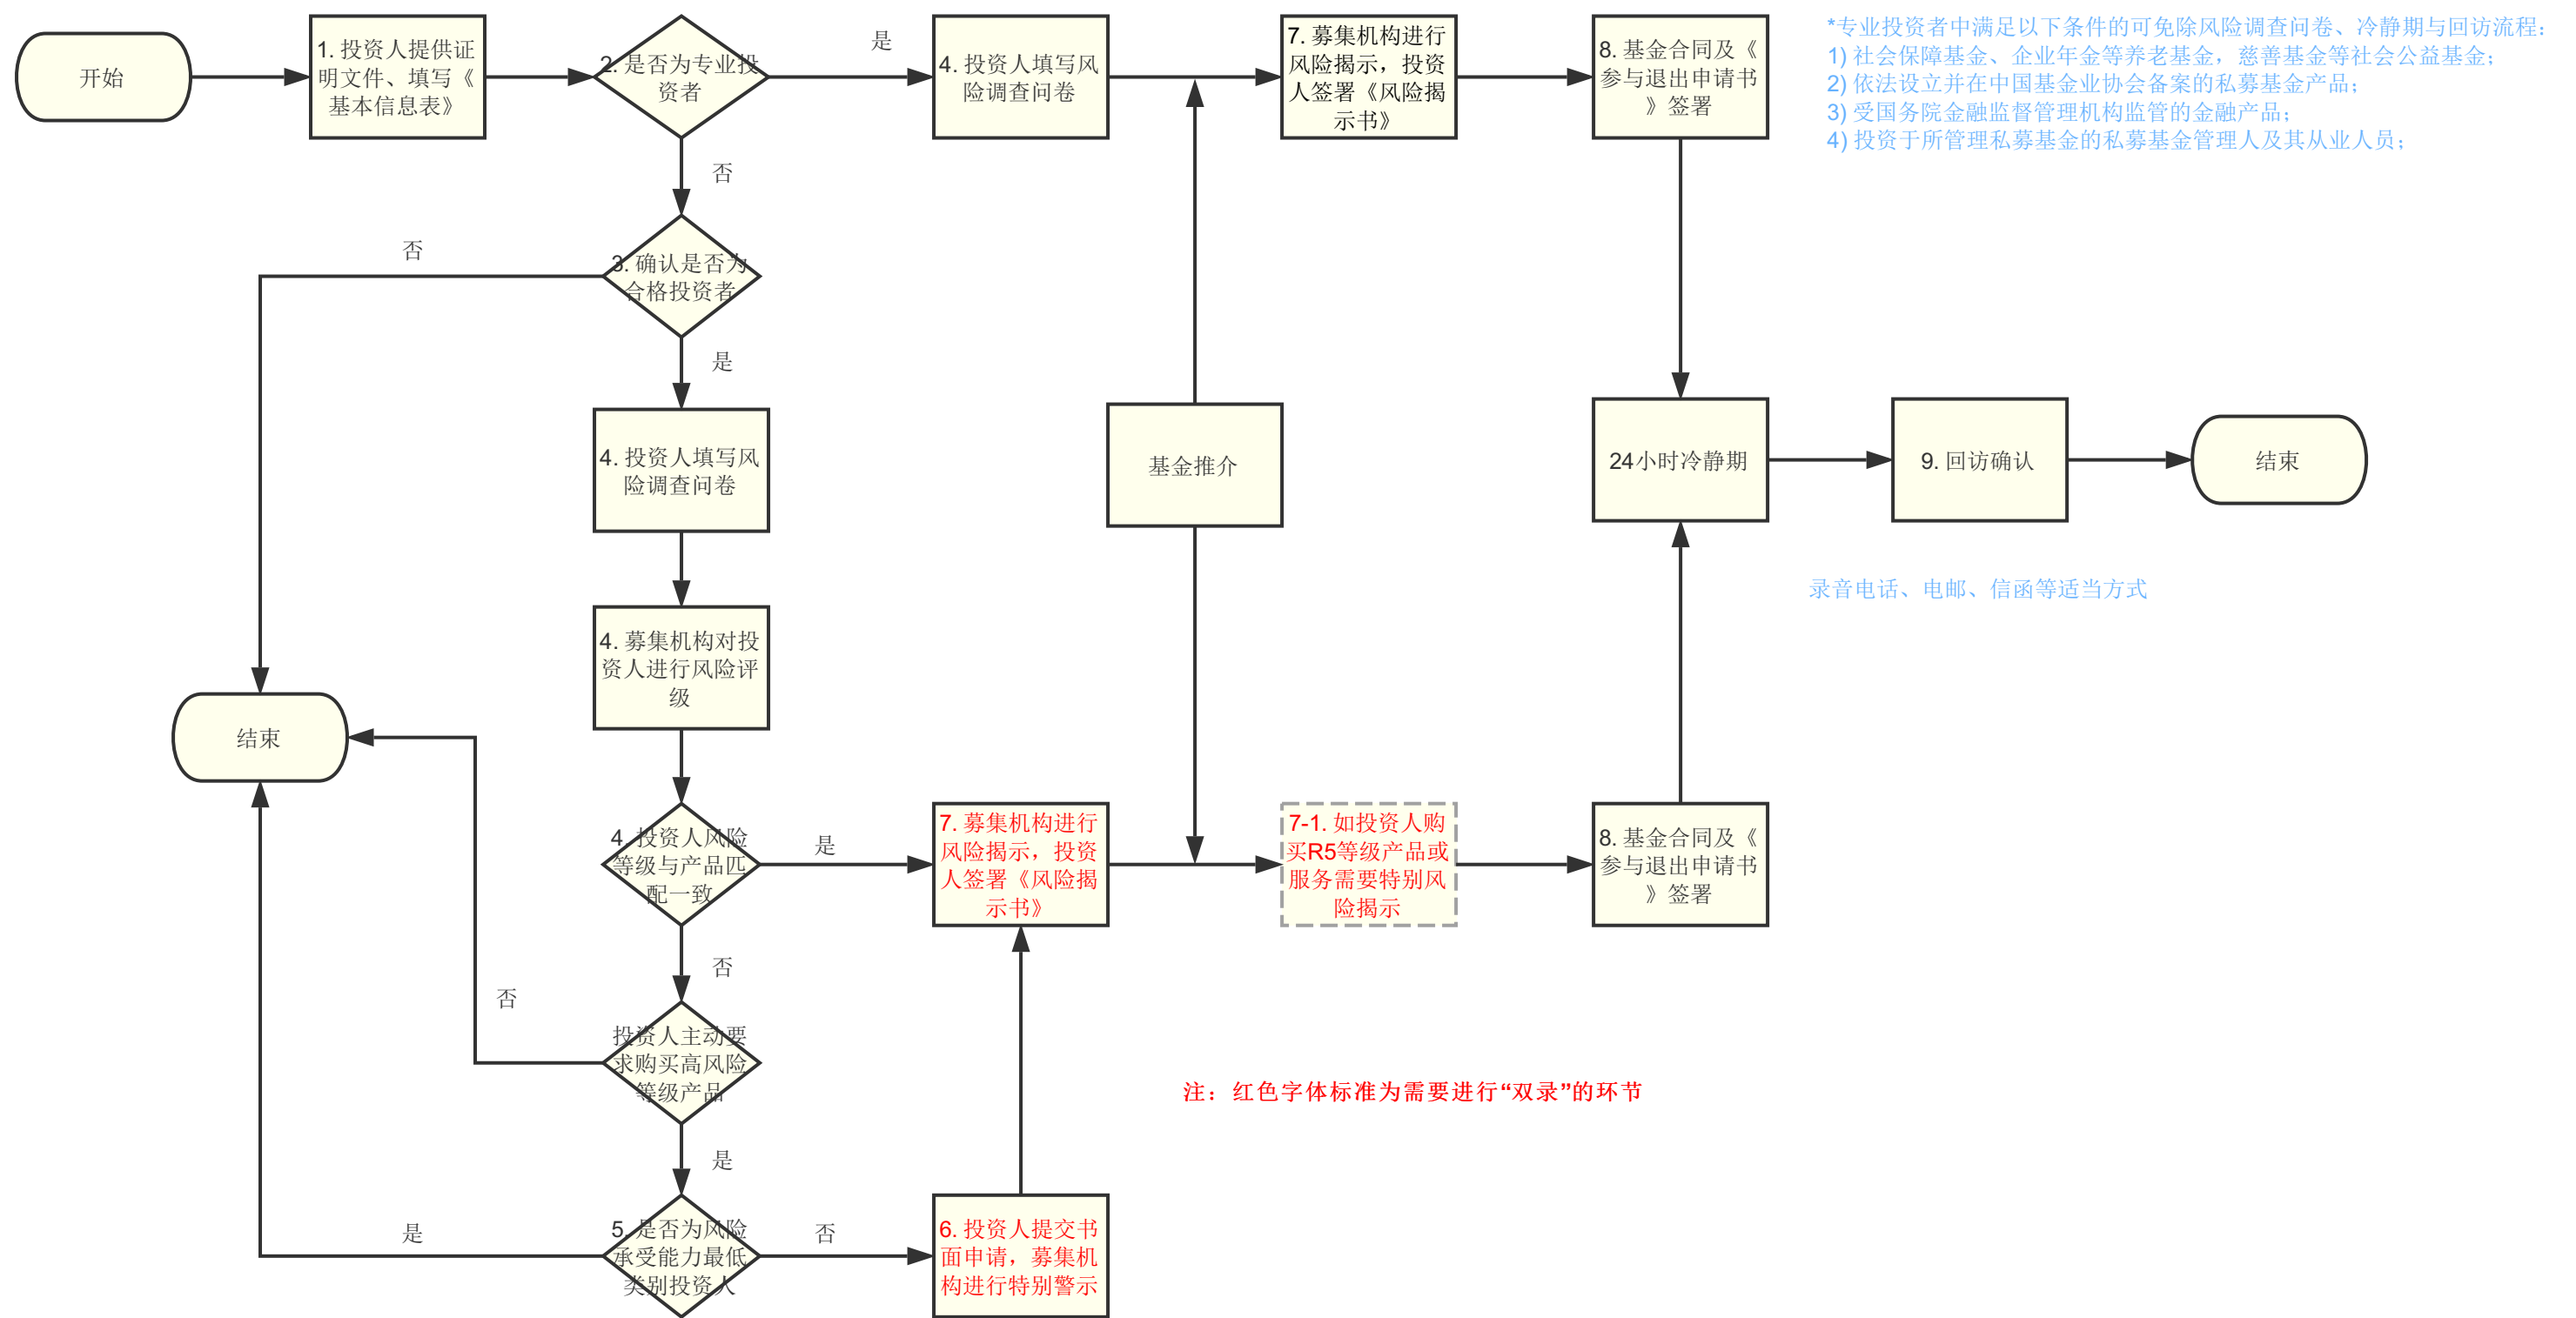 开始
1. 投资人提供证
明文件、填写《
基本信息表》
2. 是否为专业投
资者
是
4. 投资人填写风
险调查问卷
7. 募集机构进行
风险揭示，投资
人签署《风险揭
示书》
8. 基金合同及《
参与退出申请书
》签署
*专业投资者中满足以下条件的可免除风险调查问卷、冷静期与回访流程：
1) 社会保障基金、企业年金等养老基金，慈善基金等社会公益基金；
2) 依法设立并在中国基金业协会备案的私募基金产品；
3) 受国务院金融监督管理机构监管的金融产品；
4) 投资于所管理私募基金的私募基金管理人及其从业人员；
否
否
3. 确认是否为
合格投资者
是
4. 投资人填写风
险调查问卷
基金推介
24小时冷静期
9. 回访确认
结束
录音电话、电邮、信函等适当方式
4. 募集机构对投
资人进行风险评
级
结束
4. 投资人风险
等级与产品匹
配一致
是
7. 募集机构进行
风险揭示，投资
人签署《风险揭
示书》
7-1. 如投资人购
买R5等级产品或
服务需要特别风
险揭示
8. 基金合同及《
参与退出申请书
》签署
否
否
投资人主动要
求购买高风险
等级产品
注：红色字体标准为需要进行“双录”的环节
是
是
5. 是否为风险
承受能力最低
类别投资人
否
6. 投资人提交书
面申请，募集机
构进行特别警示